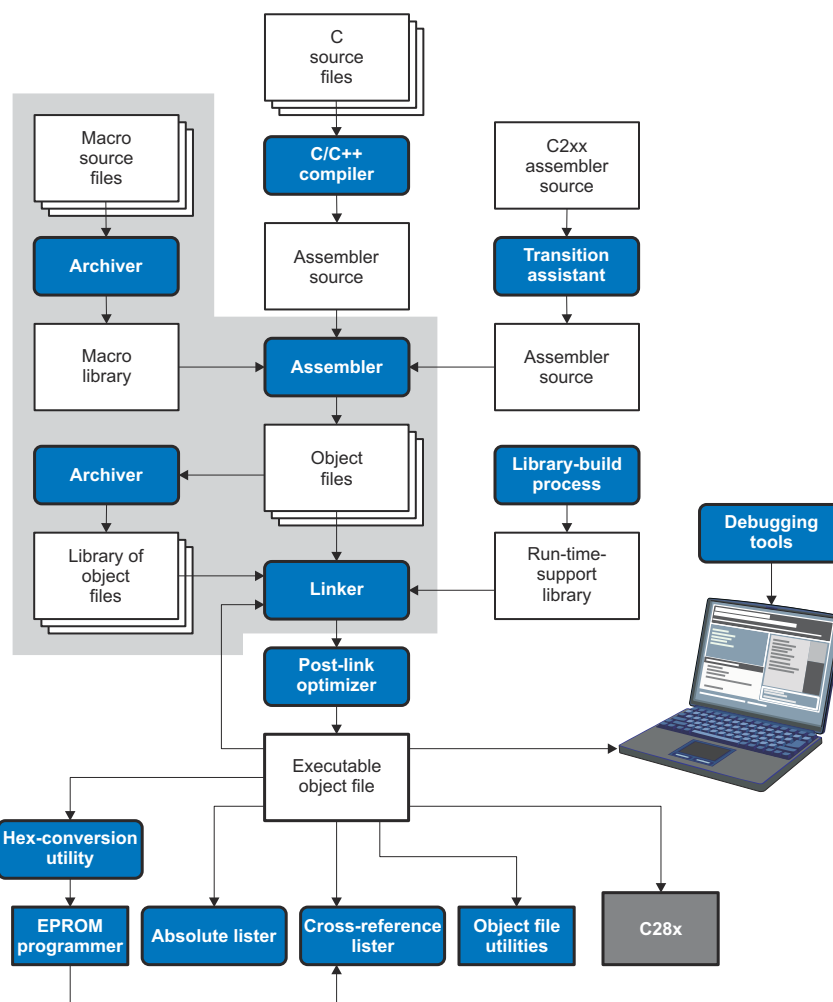 C
source
files
Macro
source
files
C/C++
compiler
C2xx
assembler
source
Archiver
Assembler
source
Transition
assistant
Macro
library
Assembler
Assembler
source
Archiver
Object
files
Library-build
process
Debugging
tools
Library of
object
files
Linker
Run-time-
support
library
Post-link
optimizer
Executable
object file
Hex-conversion
utility
EPROM
programmer
Absolute lister
Cross-reference
lister
Object file
utilities
C28x